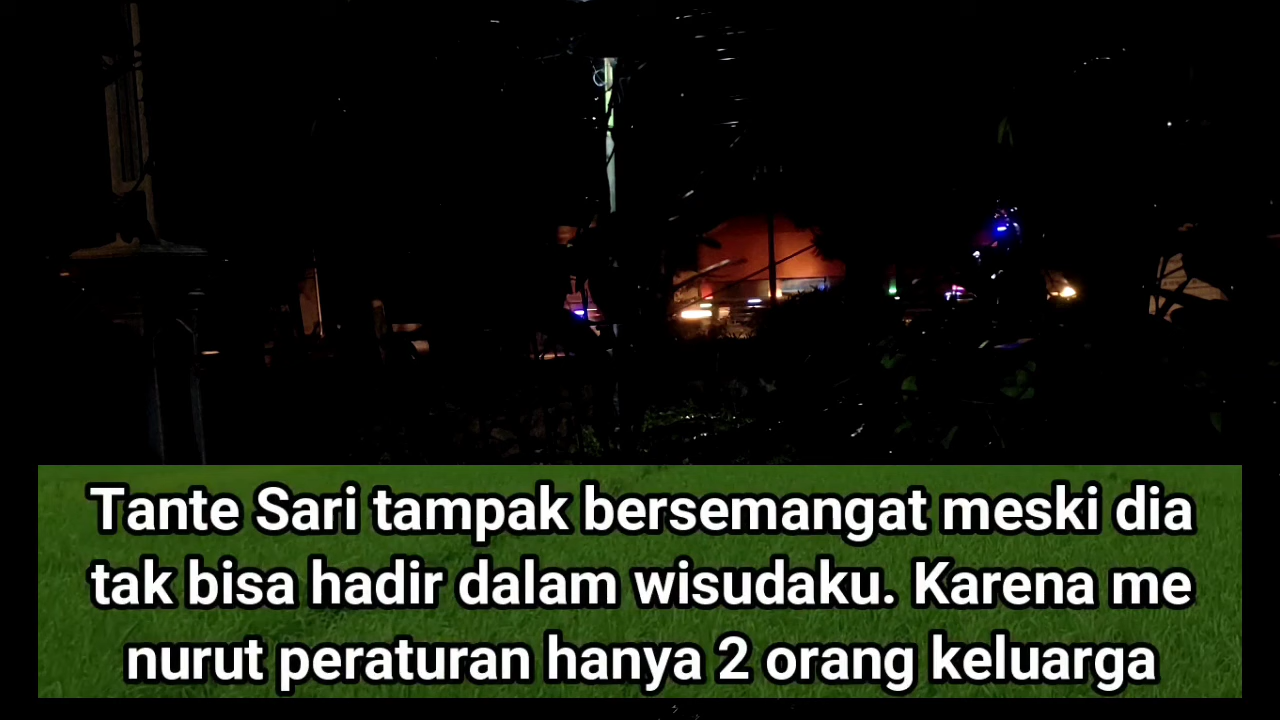 Tante Sari tampak bersemangat meski dia
tak bisa hadir dalam wisudaku. Karena me
nurut peraturan hanya 2 orang keluarga